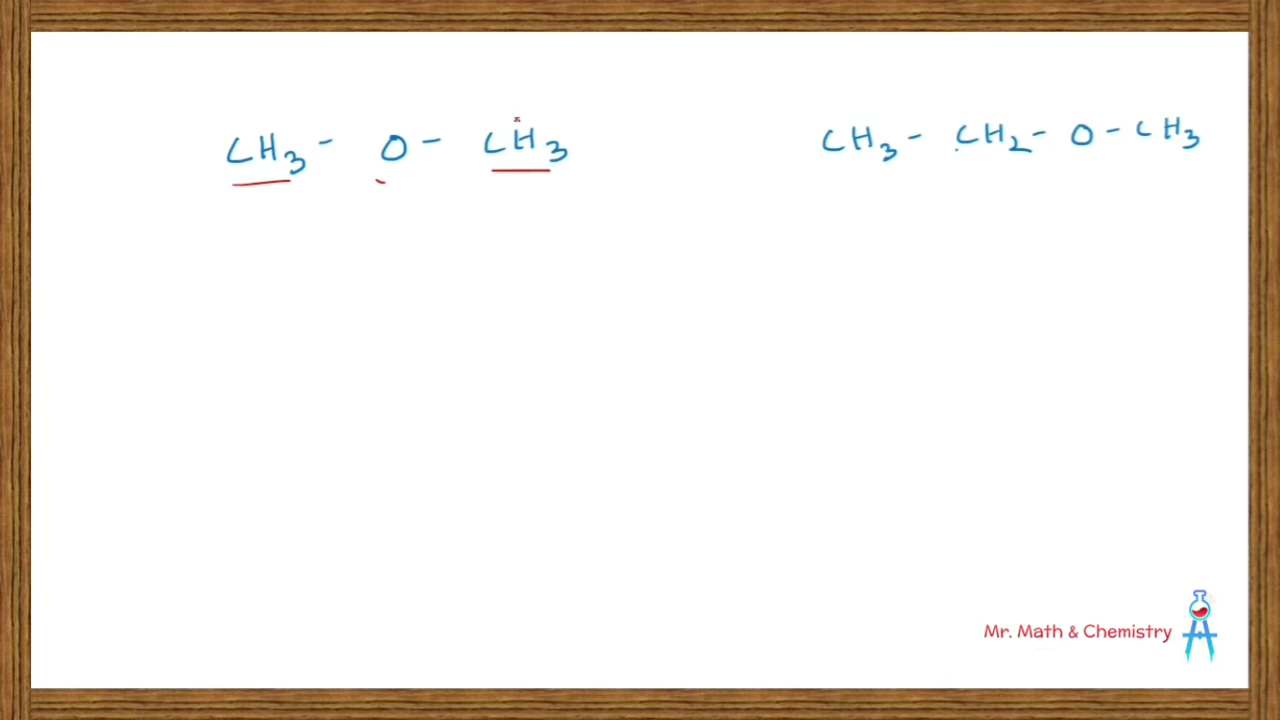 CH3 - O - CH3
CH3 - CH2 - O - CH3
Mr. Math & Chemistry